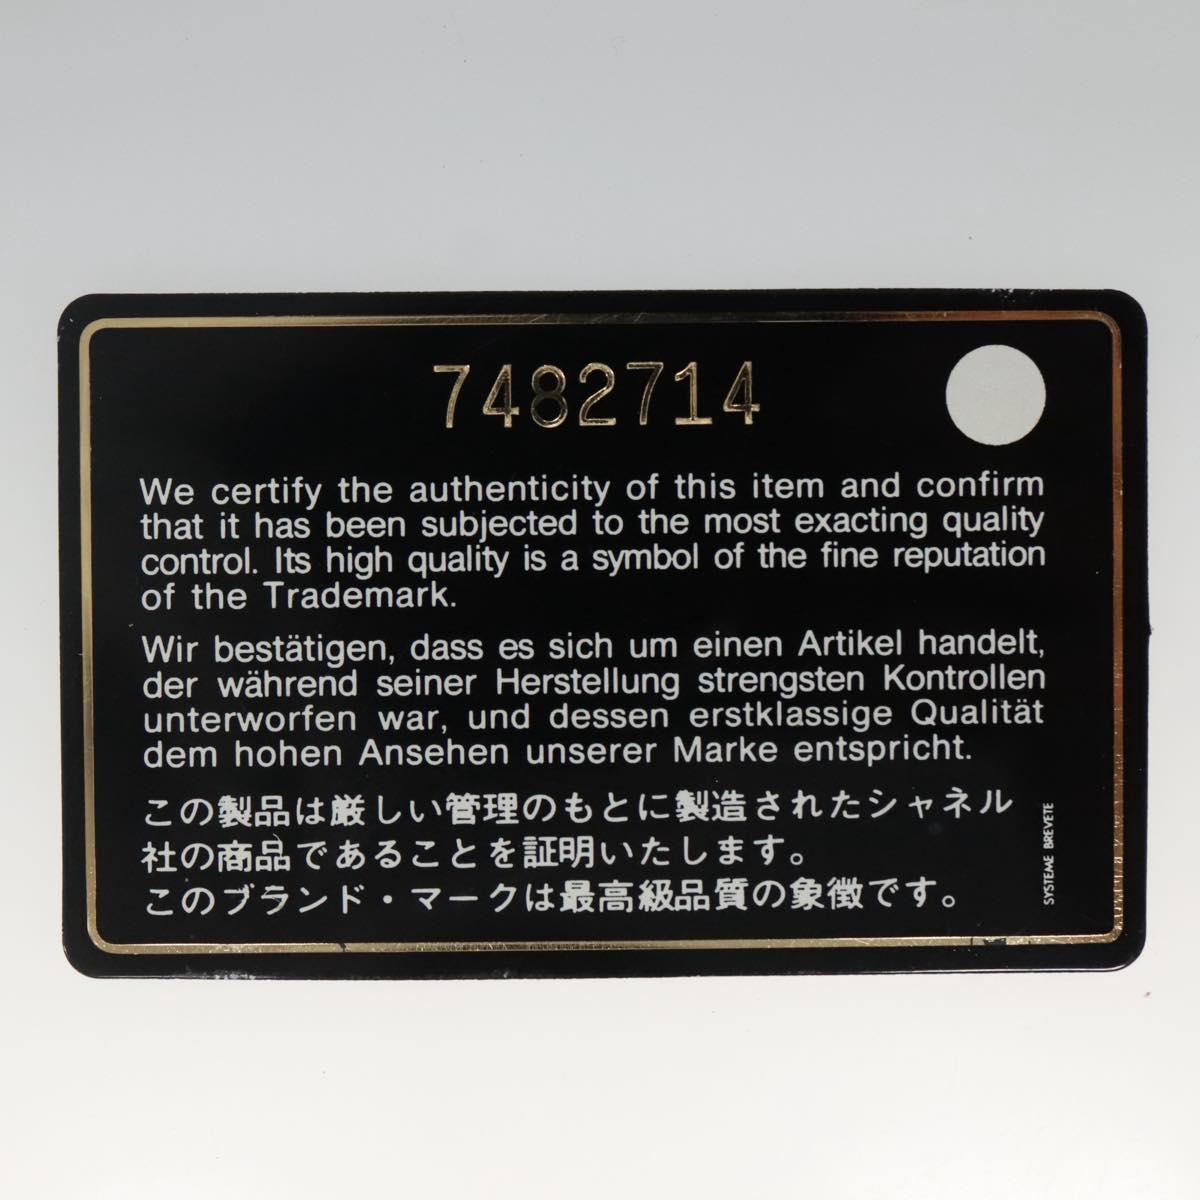 7482714
We certify the authenticity of this item and confirm
that it has been subjected to the most exacting quality
control. Its high quality is a symbol of the fine reputation
of the Trademark.
Wir bestätigen, dass es sich um einen Artikel handelt,
der während seiner Herstellung strengsten Kontrollen
unterworfen war, und dessen erstklassige Qualität
dem hohen Ansehen unserer Marke entspricht.
この製品は厳しい管理のもとに製造されたシャネル
社の商品であることを証明いたします。
このブランド・マークは最高級品質の象徴です。
SYSTEME BREVETE